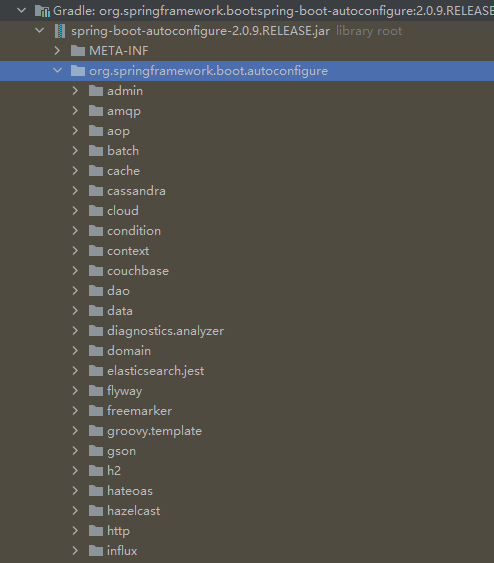 Gradle: org.springframework.boot:spring-boot-autoconfigure:2.0.9.RELEASE
spring-boot-autoconfigure-2.0.9.RELEASE.jar library root
META-INF
org.springframework.boot.autoconfigure
admin
amqp
aop
batch
cache
cassandra
cloud
condition
context
couchbase
dao
data
diagnostics.analyzer
domain
elasticsearch.jest
flyway
freemarker
groovy.template
gson
h2
hateoas
hazelcast
http
influx